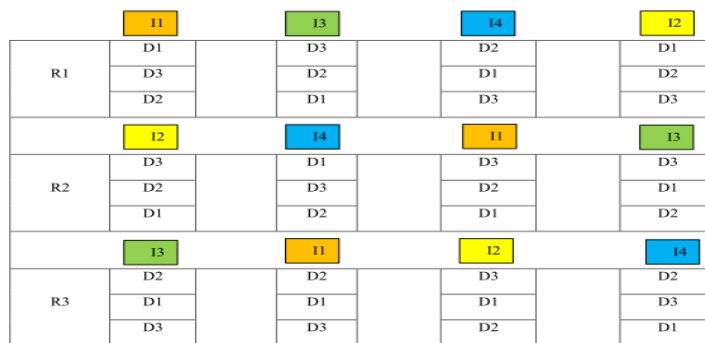 I1 I3 I4 I2
D1 D3 D2 D1
R1 D3 D2 D1 D2
D2 D1 D3 D3
I2 I4 I1 I3
D3 D1 D3 D3
R2 D2 D3 D2 D1
D1 D2 D1 D2
I3 I1 I2 I4
D2 D2 D3 D2
R3 D1 D1 D1 D3
D3 D3 D2 D1